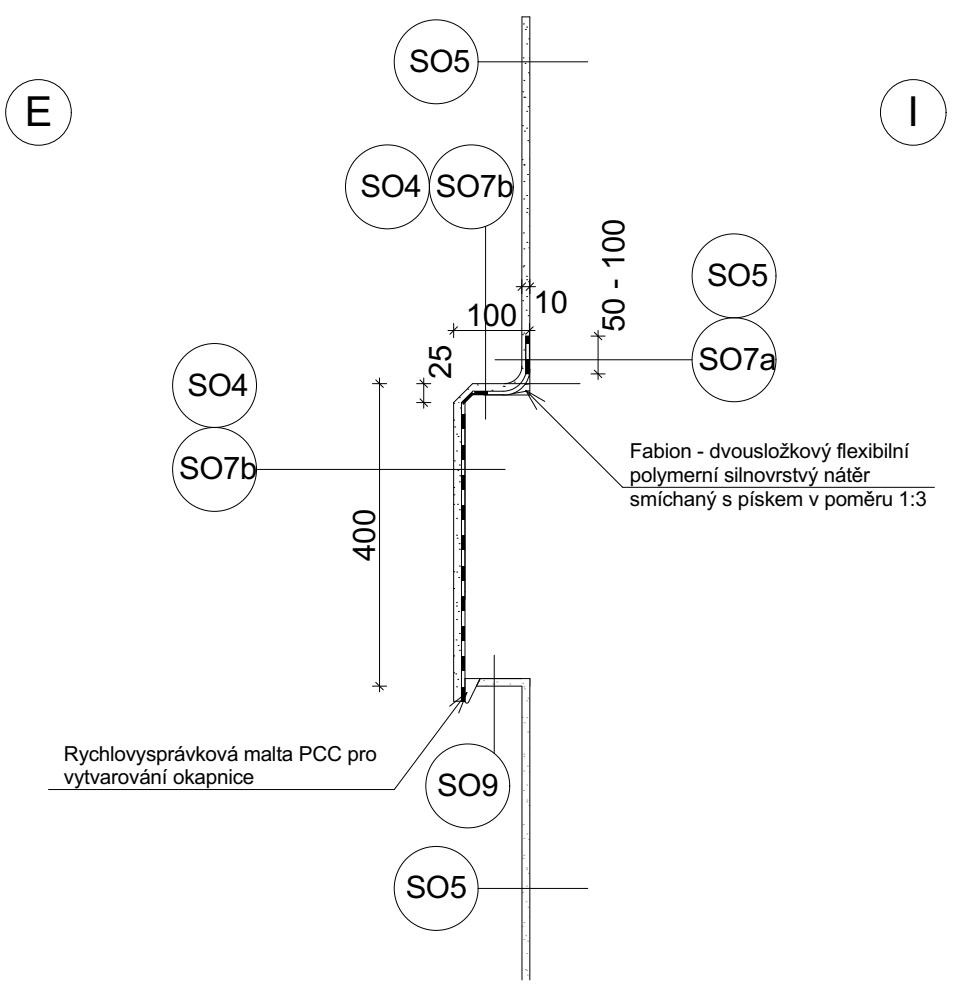 SO5
E
I
SO4
SO7b
50 - 100
SO5
10
100
25
SO7a
SO4
SO7b
Fabion - dvousložkový flexibilní
polymerní silnovrstvý nátěr
smíchaný s pískem v poměru 1:3
400
Rychlovysprávková malta PCC pro
vytvarování okapnice
SO9
SO5